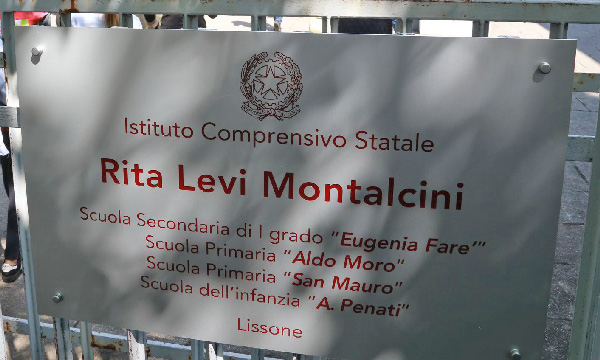 Istituto Comprensivo Statale
Rita Levi Montalcini
Scuola Secondaria di I grado "Eugenia Fare'"
Scuola Primaria "Aldo Moro"
Scuola Primaria "San Mauro"
Scuola dell'infanzia "A. Penati"
Lissone